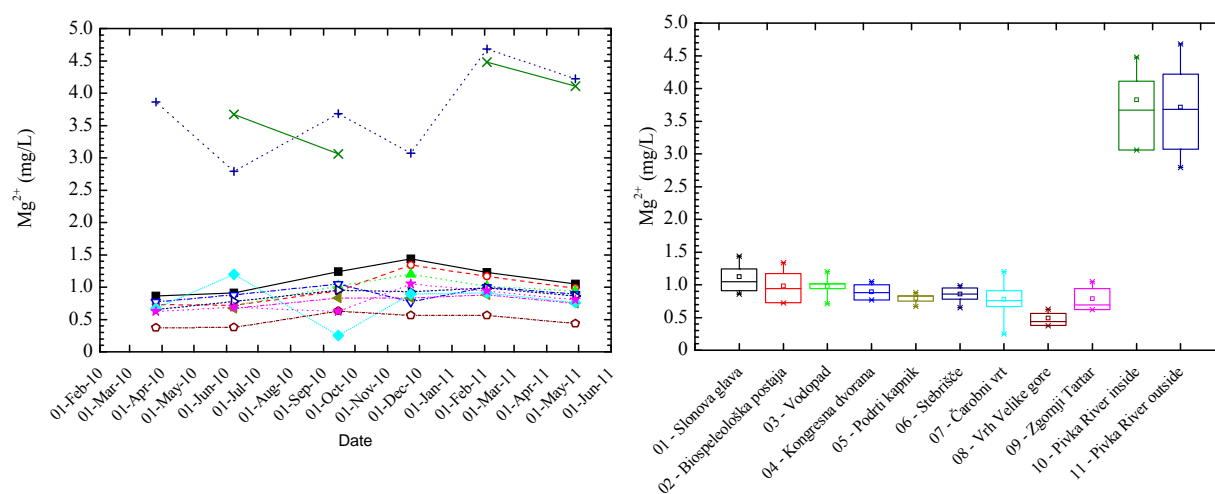 5.0
4.5
4.0
3.5
3.0
2.5
2.0
1.5
1.0
0.5
0
Mg2+ (mg/L)
01-Feb-10
01-Mar-10
01-Apr-10
01-May-10
01-Jun-10
01-Jul-10
01-Aug-10
01-Sep-10
01-Oct-10
01-Nov-10
01-Dec-10
01-Jan-11
01-Feb-11
01-Mar-11
01-Apr-11
01-May-11
01-Jun-11
Date
5.0
4.5
4.0
3.5
3.0
2.5
2.0
1.5
1.0
0.5
0
Mg2+ (mg/L)
01 - Slonova glava
02 - Biospeleološka postaja
03 - Vodopad
04 - Kongresna dvorana
05 - Podrti kapnik
06 - Stebrišče
07 - Čarobni vrt
08 - Vrh Velike gore
09 - Zgornji Tartar
10 - Pivka River inside
11 - Pivka River outside